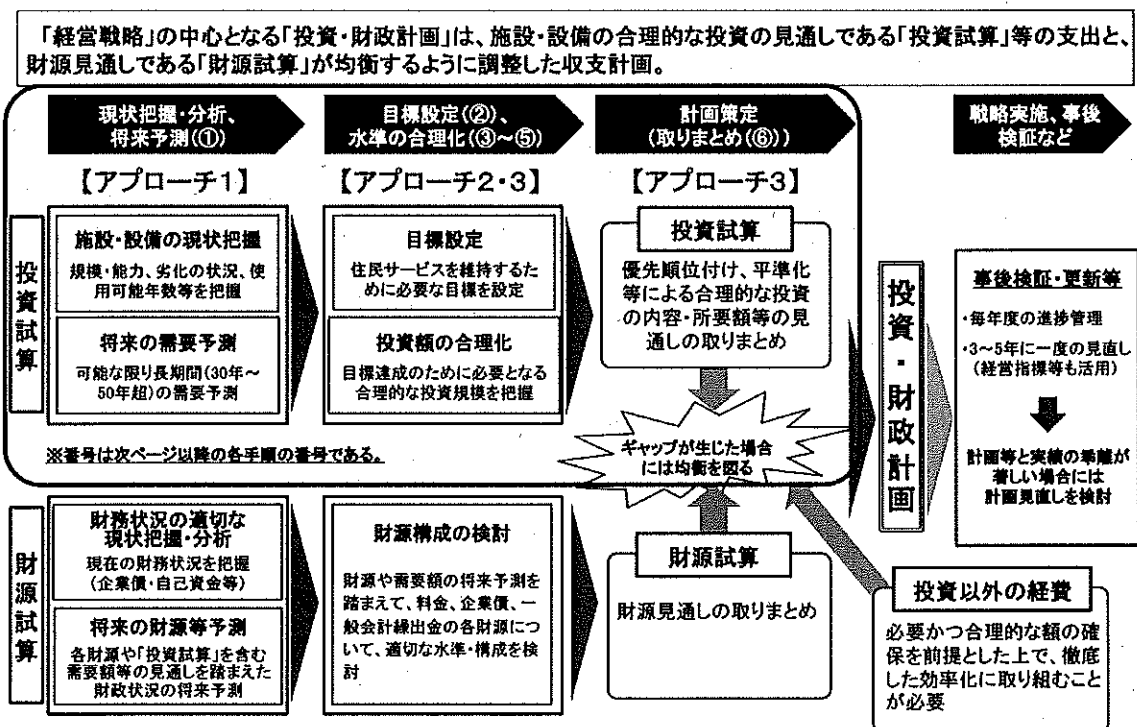 「経営戦略」の中心となる「投資・財政計画」は、施設・設備の合理的な投資の見通しである「投資試算」等の支出と、
財源見通しである「財源試算」が均衡するように調整した収支計画。
現状把握・分析、
将来予測(①)
目標設定(②)、
水準の合理化(③～⑤)
計画策定
(取りまとめ(⑥))
戦略実施、事後
検証など
【アプローチ1】
【アプローチ2・3】
【アプローチ3】
投資試算
施設・設備の現状把握
規模・能力、劣化の状況、使
用可能年数等を把握
将来の需要予測
可能な限り長期間(30年～
50年超)の需要予測
目標設定
住民サービスを維持するた
めに必要な目標を設定
投資額の合理化
目標達成のために必要となる
合理的な投資規模を把握
投資試算
優先順位付け、平準化
等による合理的な投資
の内容・所要額等の見
通しの取りまとめ
ギャップが生じた場合
には均衡を図る
※番号は次ページ以降の各手順の番号である。
投資・財政計画
事後検証・更新等
・毎年度の進捗管理
・3～5年に一度の見直し
(経営指標等も活用)
計画等と実績の乖離が
著しい場合には
計画見直しを検討
財源試算
財務状況の適切な
現状把握・分析
現在の財務状況を把握
(企業債・自己資金等)
将来の財源等予測
各財源や「投資試算」を含む
需要額等の見通しを踏まえた
財政状況の将来予測
財源構成の検討
財源や需要額の将来予測を
踏まえて、料金、企業債、一
般会計繰出金の各財源につ
いて、適切な水準・構成を検
討
財源試算
財源見通しの取りまとめ
投資以外の経費
必要かつ合理的な額の確
保を前提とした上で、徹底
した効率化に取り組むこと
が必要